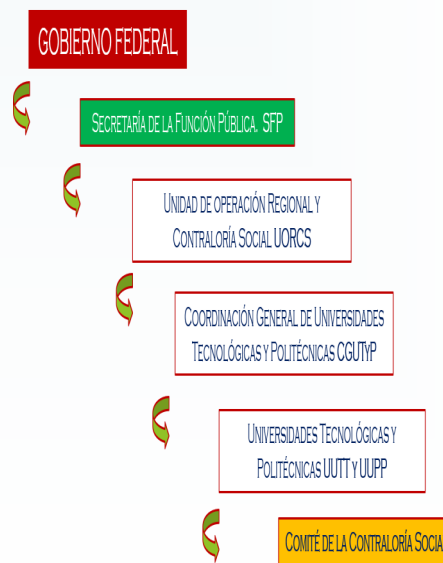 GOBIERNO FEDERAL
SECRETARÍA DE LA FUNCIÓN PÚBLICA. SFP
UNIDAD DE OPERACIÓN REGIONAL Y
CONTRALORÍA SOCIAL UORCS
COORDINACIÓN GENERAL DE UNIVERSIDADES
TECNOLÓGICAS Y POLITÉCNICAS CGUTYP
UNIVERSIDADES TECNOLÓGICAS Y
POLITÉCNICAS UUTT Y UUPP
COMITÉ DE LA CONTRALORÍA SOCIA